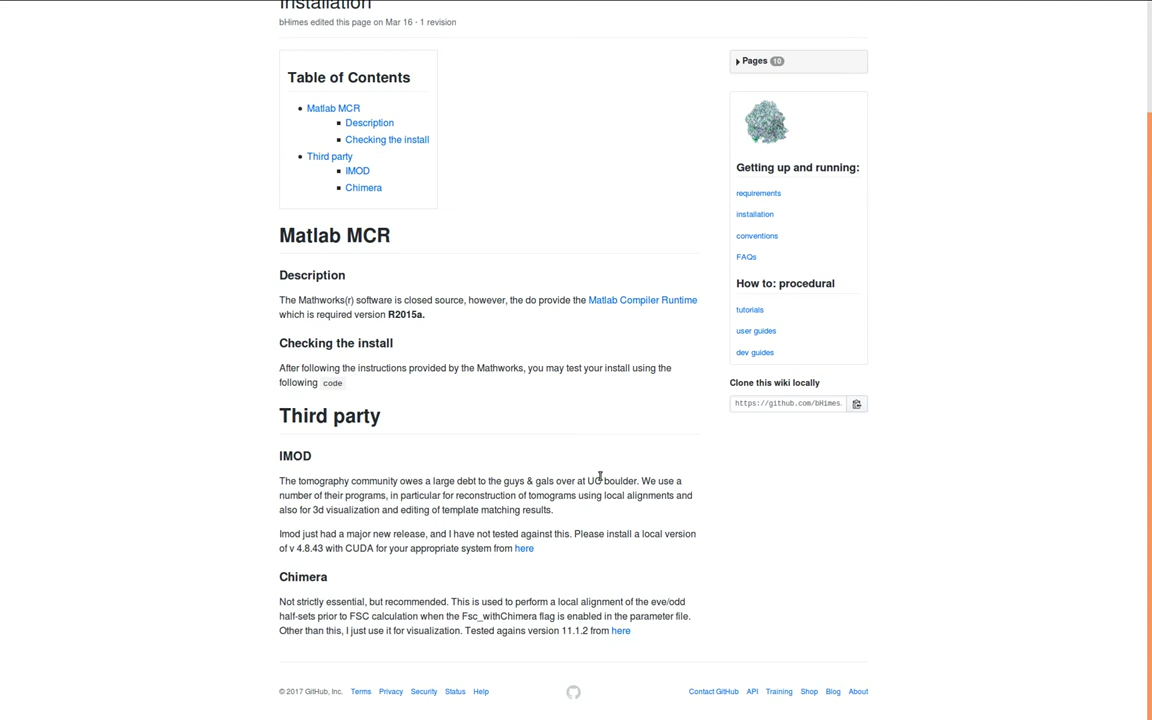 Installation
bHimes edited this page on Mar 16 · 1 revision
Table of Contents
Matlab MCR
Description
Checking the install
Third party
IMOD
Chimera
Matlab MCR
Description
The Mathworks(r) software is closed source, however, the do provide the Matlab Compiler Runtime
which is required version R2015a.
Checking the install
After following the instructions provided by the Mathworks, you may test your install using the
following code
Third party
IMOD
The tomography community owes a large debt to the guys & gals over at UC boulder. We use a
number of their programs, in particular for reconstruction of tomograms using local alignments and
also for 3d visualization and editing of template matching results.
Imod just had a major new release, and I have not tested against this. Please install a local version
of v 4.8.43 with CUDA for your appropriate system from here
Chimera
Not strictly essential, but recommended. This is used to perform a local alignment of the eve/odd
half-sets prior to FSC calculation when the Fsc_withChimera flag is enabled in the parameter file.
Other than this, I just use it for visualization. Tested agains version 11.1.2 from here
Pages 10
Getting up and running:
requirements
installation
conventions
FAQs
How to: procedural
tutorials
user guides
dev guides
Clone this wiki locally
https://github.com/bHimes.
© 2017 GitHub, Inc. Terms Privacy Security Status Help
Contact GitHub API Training Shop Blog About